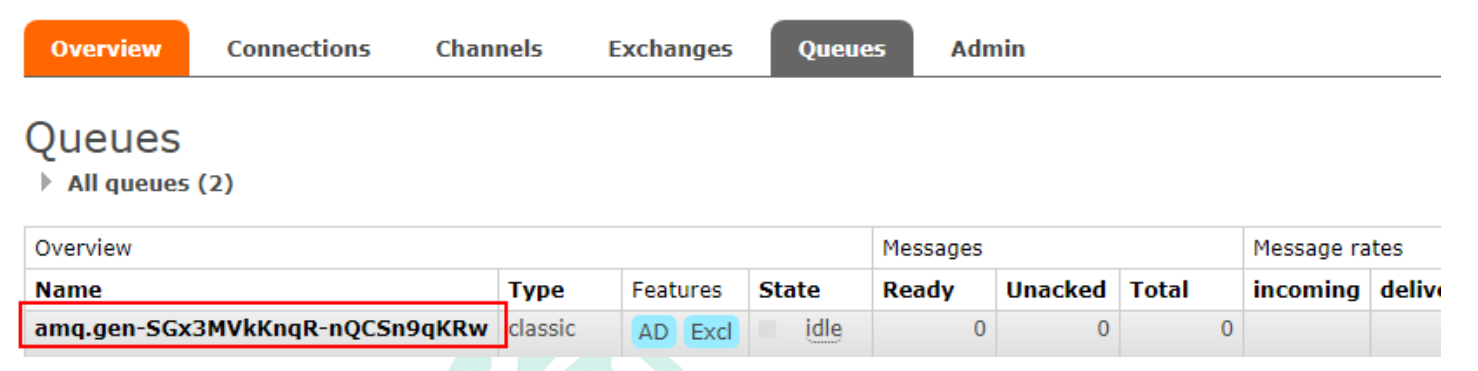 Overview Connections Channels Exchanges Queues Admin
Queues
All queues (2)
Overview Messages Message rates
Name Type Features State Ready Unacked Total incoming
amq.gen-SGx3MVkKnqR-nQCSn9qKRw classic AD Excl idle 0 0 0